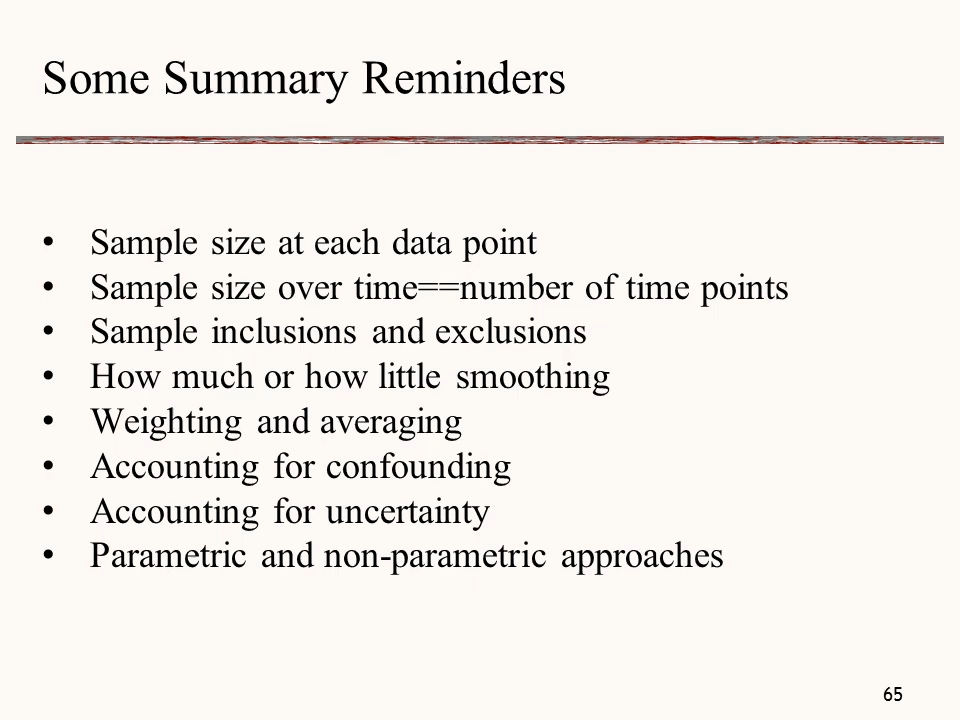 Some Summary Reminders
• Sample size at each data point
• Sample size over time==number of time points
• Sample inclusions and exclusions
• How much or how little smoothing
• Weighting and averaging
• Accounting for confounding
• Accounting for uncertainty
• Parametric and non-parametric approaches
65